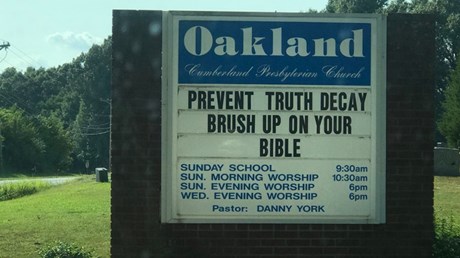 Oakland
Cumberland Presbyterian Church
PREVENT TRUTH DECAY
BRUSH UP ON YOUR
BIBLE
SUNDAY SCHOOL 9:30am
SUN. MORNING WORSHIP 10:30am
SUN. EVENING WORSHIP 6pm
WED. EVENING WORSHIP 6pm
Pastor: DANNY YORK